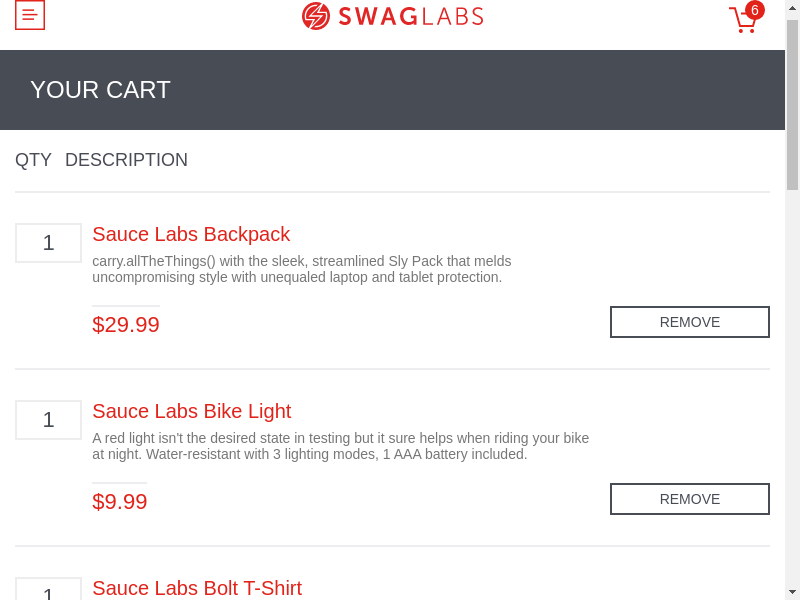 SWAGLABS
6
YOUR CART
QTY DESCRIPTION
1
Sauce Labs Backpack
carry.allTheThings() with the sleek, streamlined Sly Pack that melds
uncompromising style with unequaled laptop and tablet protection.
$29.99
REMOVE
1
Sauce Labs Bike Light
A red light isn't the desired state in testing but it sure helps when riding your bike
at night. Water-resistant with 3 lighting modes, 1 AAA battery included.
$9.99
REMOVE
1
Sauce Labs Bolt T-Shirt